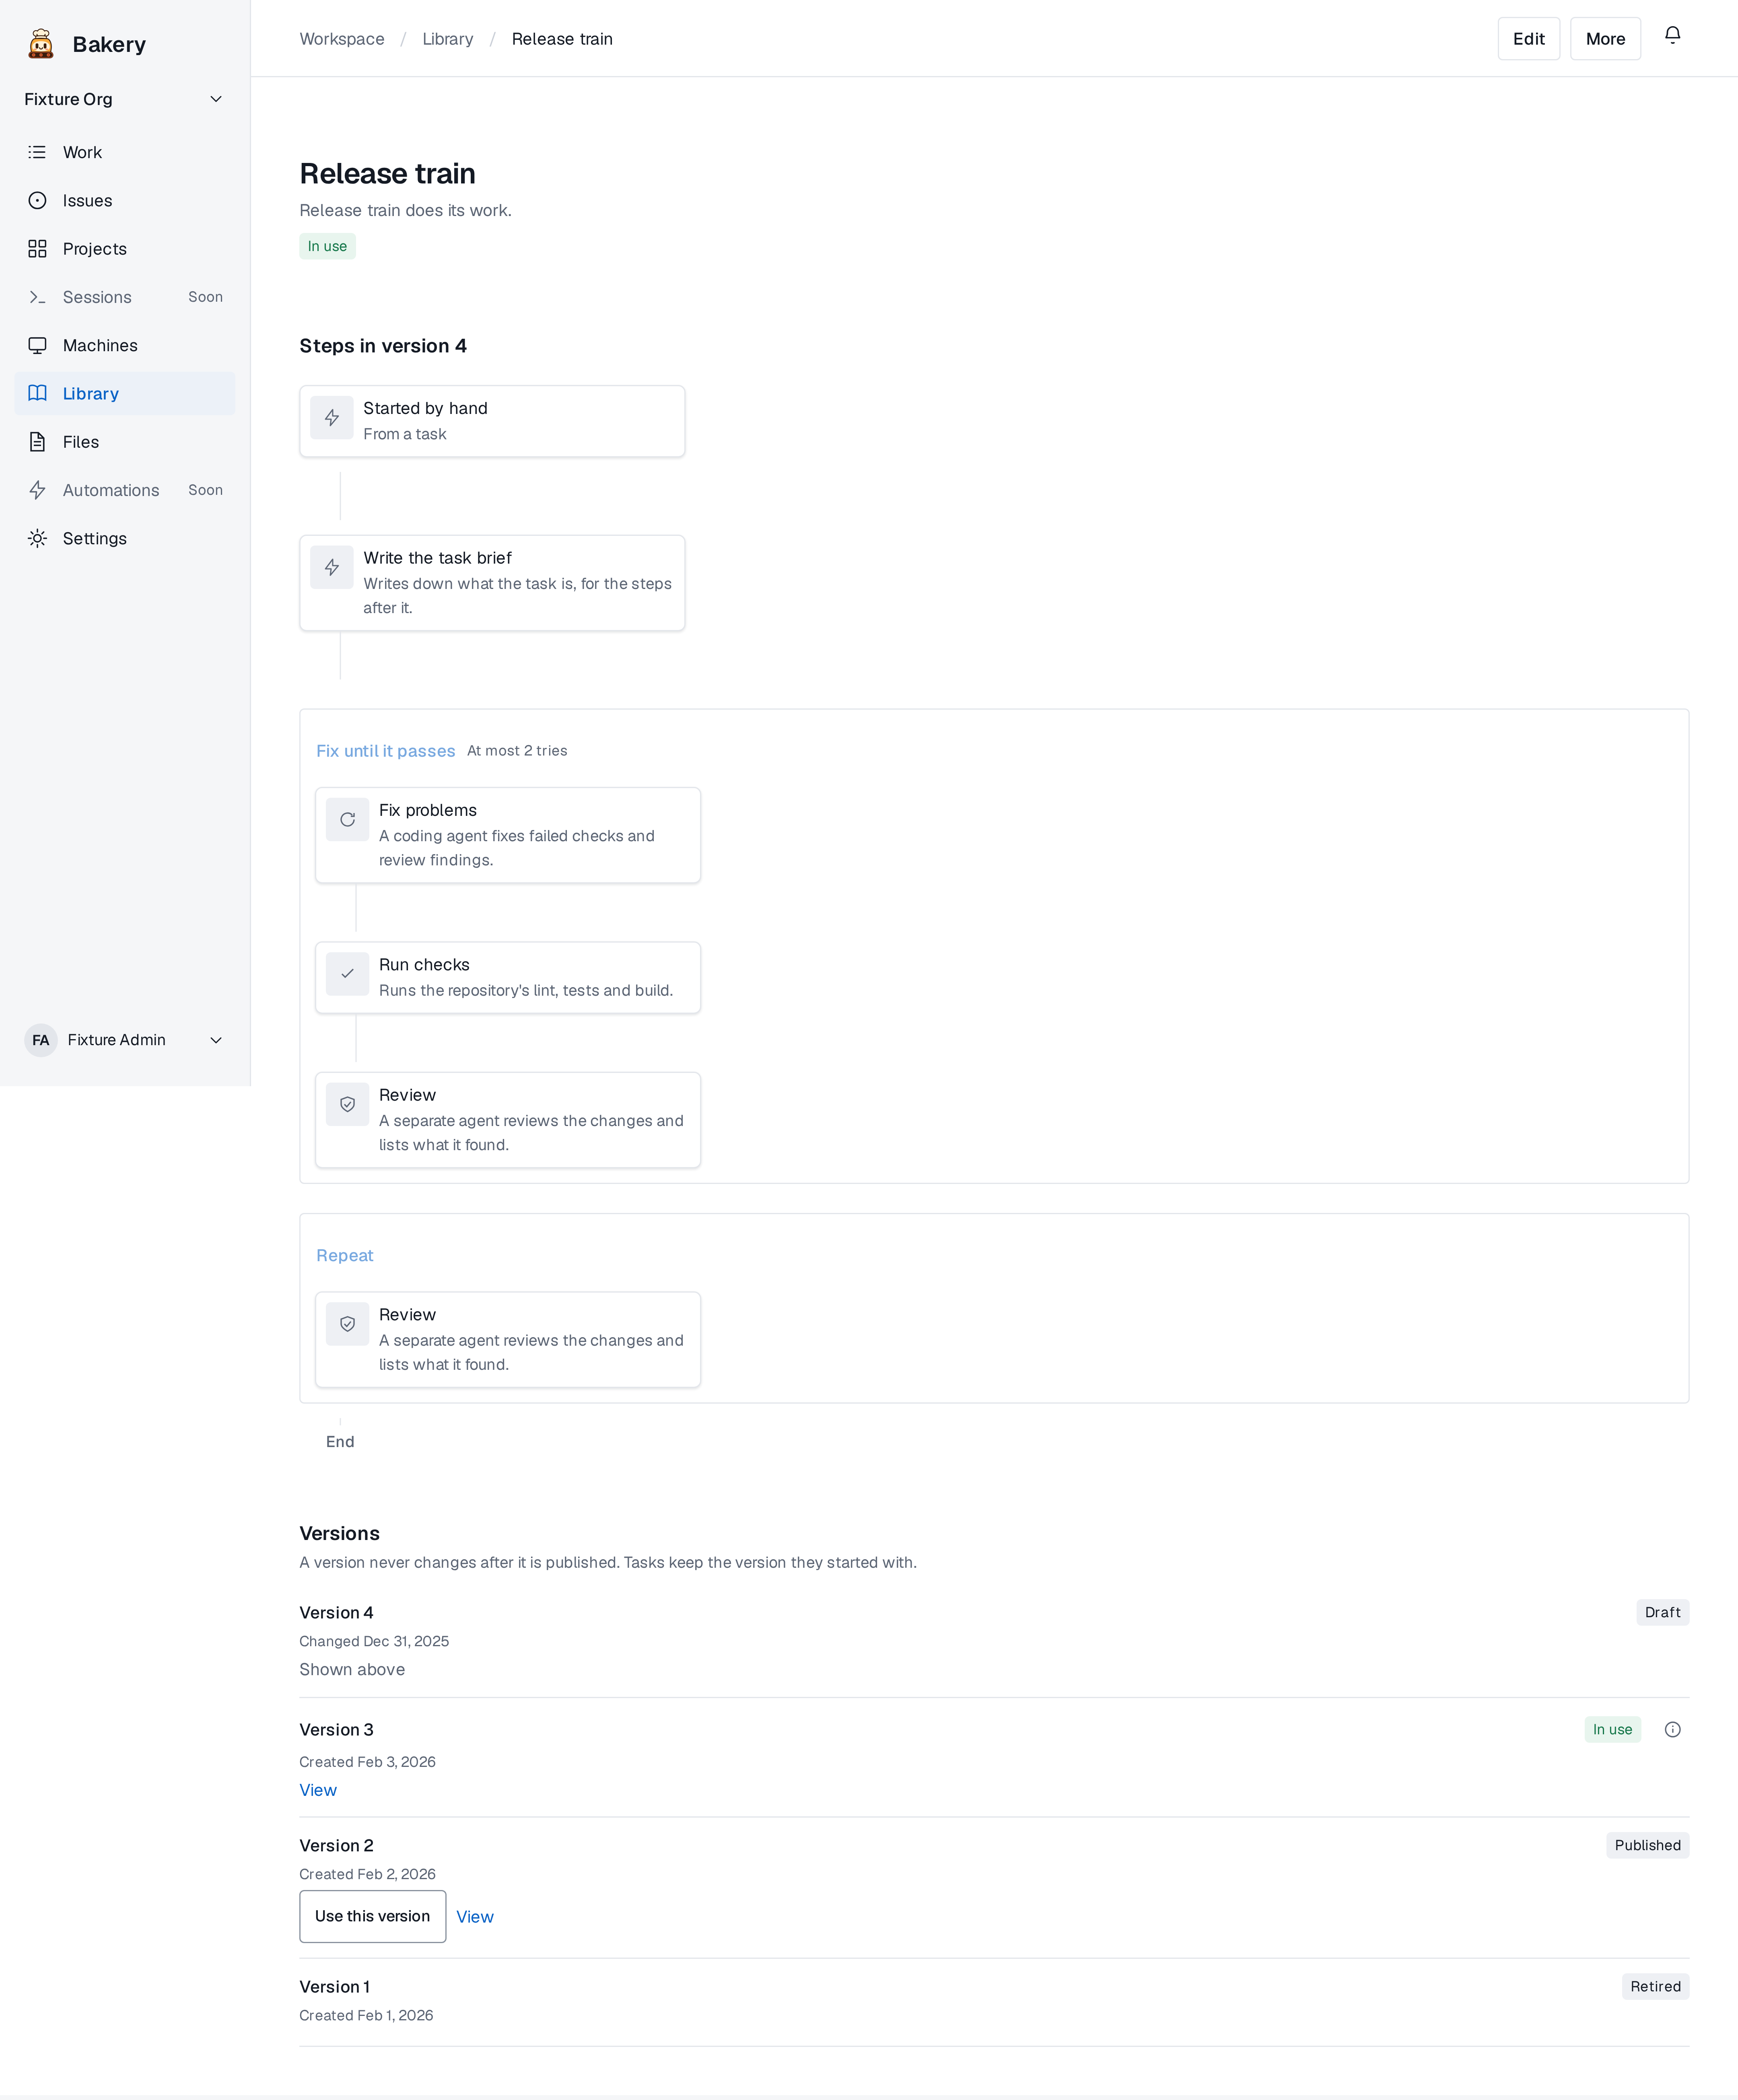 Bakery
Fixture Org
Work
Issues
Projects
Sessions Soon
Machines
Library
Files
Automations Soon
Settings
FA Fixture Admin
Workspace / Library / Release train
Edit More
Release train
Release train does its work.
In use
Steps in version 4
Started by hand
From a task
Write the task brief
Writes down what the task is, for the steps
after it.
Fix until it passes At most 2 tries
Fix problems
A coding agent fixes failed checks and
review findings.
Run checks
Runs the repository's lint, tests and build.
Review
A separate agent reviews the changes and
lists what it found.
Repeat
Review
A separate agent reviews the changes and
lists what it found.
End
Versions
A version never changes after it is published. Tasks keep the version they started with.
Version 4 Draft
Changed Dec 31, 2025
Shown above
Version 3 In use
Created Feb 3, 2026
View
Version 2 Published
Created Feb 2, 2026
Use this version View
Version 1 Retired
Created Feb 1, 2026